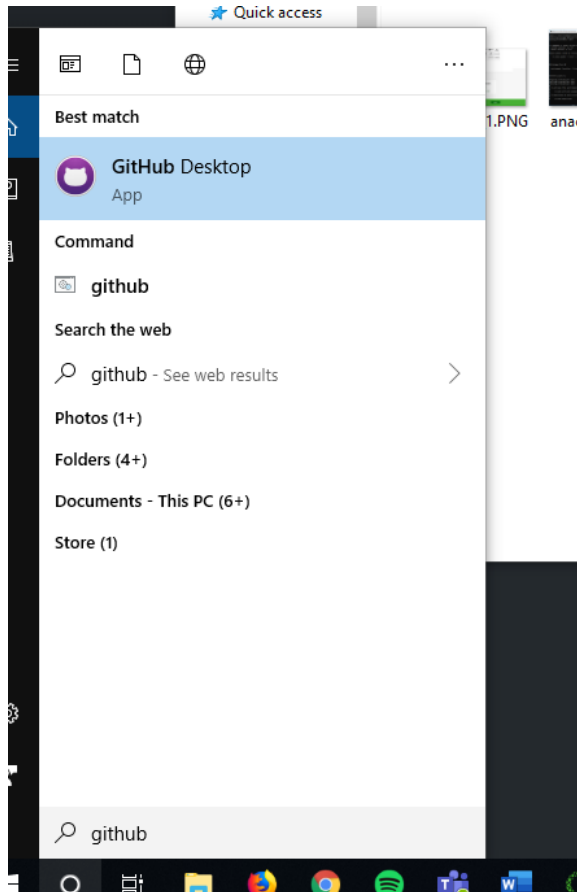 Quick access
...
Best match
1.PNG
GitHub Desktop
App
Command
github
Search the web
github - See web results
Photos (1+)
Folders (4+)
Documents - This PC (6+)
Store (1)
github